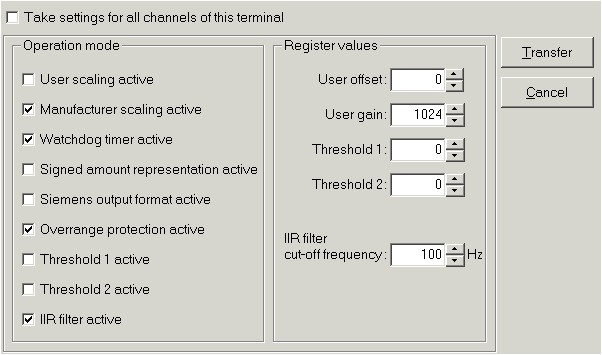 Take settings for all channels of this terminal
Operation mode
User scaling active
Manufacturer scaling active
Watchdog timer active
Signed amount representation active
Siemens output format active
Overrange protection active
Threshold 1 active
Threshold 2 active
IIR filter active
Register values
User offset: 0
User gain: 1024
Threshold 1: 0
Threshold 2: 0
IIR filter
cut-off frequency: 100 Hz
Transfer
Cancel